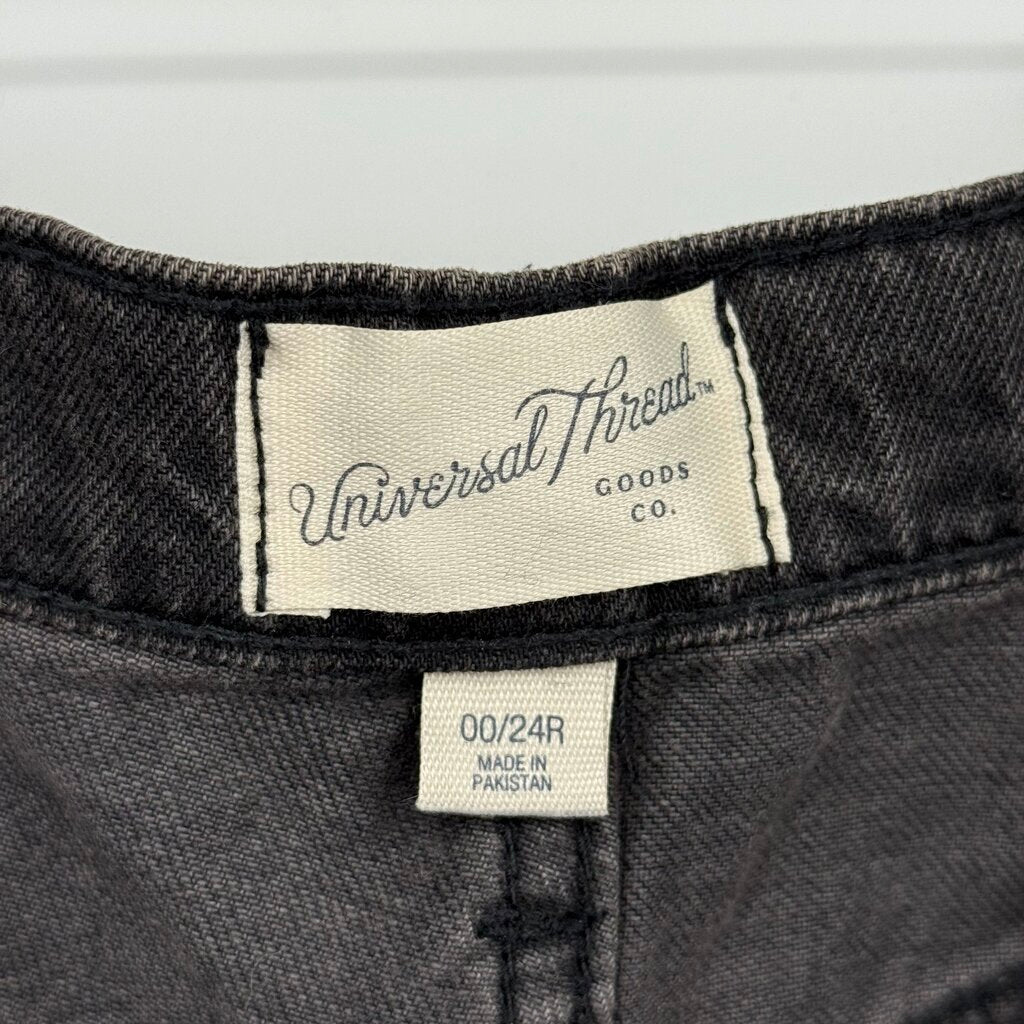 Universal Thread™
GOODS
CO.
00/24R
MADE IN
PAKISTAN